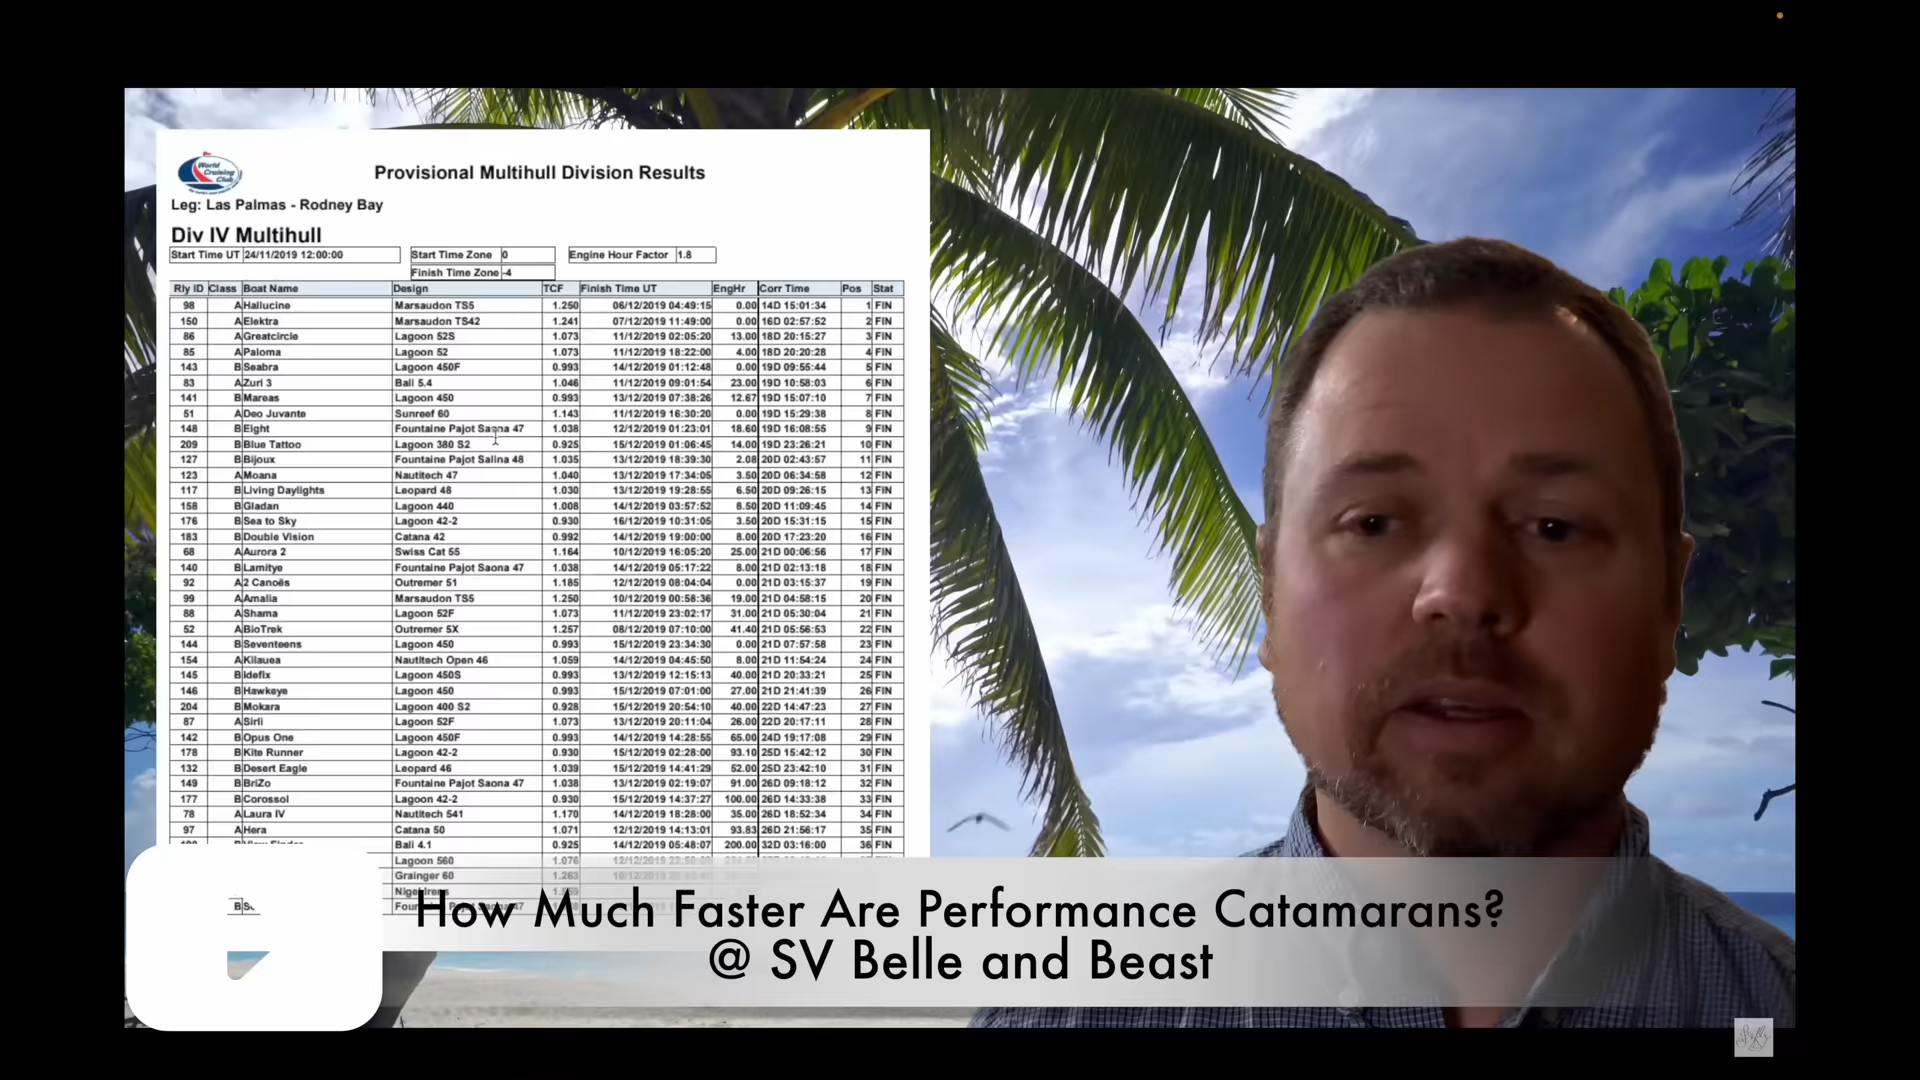 World
Cruising
Club
Provisional Multihull Division Results
Leg: Las Palmas - Rodney Bay
Div IV Multihull
Start Time UT 24/11/2019 12:00:00 Start Time Zone 0 Engine Hour Factor 1.8
Finish Time Zone -4
Rly ID Class Boat Name Design TCF Finish Time UT EngHr Corr Time Pos Stat
98 A Hallucine Marsaudon TS5 1.250 06/12/2019 04:49:15 0.00 14D 15:01:34 1 FIN
150 A Elektra Marsaudon TS42 1.241 07/12/2019 11:49:00 0.00 16D 02:57:52 2 FIN
86 A Greatcircle Lagoon 52S 1.073 11/12/2019 02:05:20 13.00 18D 20:15:27 3 FIN
85 A Paloma Lagoon 52 1.073 11/12/2019 18:22:00 4.00 18D 20:20:28 4 FIN
143 B Seabra Lagoon 450F 0.993 14/12/2019 01:12:48 0.00 19D 09:55:44 5 FIN
83 A Zuri 3 Bali 5.4 1.046 11/12/2019 09:01:54 23.00 19D 10:58:03 6 FIN
141 B Mareas Lagoon 450 0.993 13/12/2019 07:38:26 12.67 19D 15:07:10 7 FIN
51 A Deo Juvante Sunreef 60 1.143 11/12/2019 16:30:20 0.00 19D 15:29:38 8 FIN
148 B Eight Fountaine Pajot Saona 47 1.038 12/12/2019 01:23:01 18.60 19D 16:08:55 9 FIN
209 B Blue Tattoo Lagoon 380 S2 0.925 15/12/2019 01:06:45 14.00 19D 23:26:21 10 FIN
127 B Bijoux Fountaine Pajot Salina 48 1.035 13/12/2019 18:39:30 2.08 20D 02:43:57 11 FIN
123 A Moana Nautitech 47 1.040 13/12/2019 17:34:05 3.50 20D 06:34:58 12 FIN
117 B Living Daylights Leopard 48 1.030 13/12/2019 19:28:55 6.50 20D 09:26:15 13 FIN
158 B Gladan Lagoon 440 1.008 14/12/2019 03:57:52 8.50 20D 11:09:45 14 FIN
176 B Sea to Sky Lagoon 42-2 0.930 16/12/2019 10:31:05 3.50 20D 15:31:15 15 FIN
183 B Double Vision Catana 42 0.992 14/12/2019 19:00:00 8.00 20D 17:23:20 16 FIN
68 A Aurora 2 Swiss Cat 55 1.164 10/12/2019 16:05:20 25.00 21D 00:06:56 17 FIN
140 B Lamitye Fountaine Pajot Saona 47 1.038 14/12/2019 05:17:22 8.00 21D 02:13:18 18 FIN
92 A 2 Canoës Outremer 51 1.185 12/12/2019 08:04:04 0.00 21D 03:15:37 19 FIN
99 A Amalia Marsaudon TS5 1.250 10/12/2019 00:58:36 19.00 21D 04:58:15 20 FIN
88 A Shama Lagoon 52F 1.073 11/12/2019 23:02:17 31.00 21D 05:30:04 21 FIN
52 A BioTrek Outremer 5X 1.257 08/12/2019 07:10:00 41.40 21D 05:56:53 22 FIN
144 B Seventeens Lagoon 450 0.993 15/12/2019 23:34:30 0.00 21D 07:57:58 23 FIN
154 A Kilauea Nautitech Open 46 1.059 14/12/2019 04:45:50 8.00 21D 11:54:24 24 FIN
145 B Idefix Lagoon 450S 0.993 13/12/2019 12:15:13 40.00 21D 20:33:21 25 FIN
146 B Hawkeye Lagoon 450 0.993 15/12/2019 07:01:00 27.00 21D 21:41:39 26 FIN
204 B Mokara Lagoon 400 S2 0.928 15/12/2019 20:54:10 40.00 22D 14:47:23 27 FIN
87 A Sirli Lagoon 52F 1.073 13/12/2019 20:11:04 26.00 22D 20:17:11 28 FIN
142 B Opus One Lagoon 450F 0.993 14/12/2019 14:28:55 65.00 24D 19:17:08 29 FIN
178 B Kite Runner Lagoon 42-2 0.930 15/12/2019 02:28:00 93.10 25D 15:42:12 30 FIN
132 B Desert Eagle Leopard 46 1.039 15/12/2019 14:41:29 52.00 25D 23:42:10 31 FIN
149 B BriZo Fountaine Pajot Saona 47 1.038 13/12/2019 02:19:07 91.00 26D 09:18:12 32 FIN
177 B Corossol Lagoon 42-2 0.930 15/12/2019 14:37:27 100.00 26D 14:33:38 33 FIN
78 A Laura IV Nautitech 541 1.170 14/12/2019 18:28:00 35.00 26D 18:52:34 34 FIN
97 A Hera Catana 50 1.071 12/12/2019 14:13:01 93.83 26D 21:56:17 35 FIN
Bali 4.1 0.925 14/12/2019 05:48:07 200.00 32D 03:16:00 36 FIN
Lagoon 560 1.076
Grainger 60 1.263
B
How Much Faster Are Performance Catamarans?
@ SV Belle and Beast